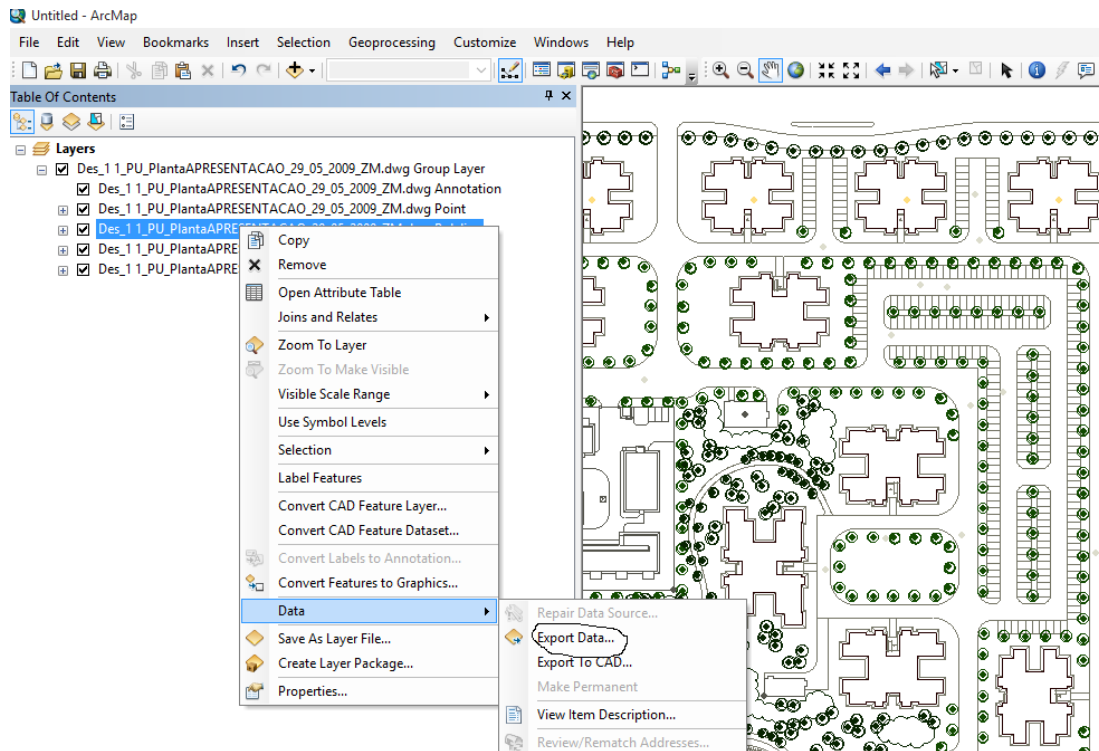 Untitled - ArcMap
File Edit View Bookmarks Insert Selection Geoprocessing Customize Windows Help
Table Of Contents
Layers
Des_1 1_PU_PlantaAPRESENTACAO_29_05_2009_ZM.dwg Group Layer
Des_1 1_PU_PlantaAPRESENTACAO_29_05_2009_ZM.dwg Annotation
Des_1 1_PU_PlantaAPRESENTACAO_29_05_2009_ZM.dwg Point
Des_1 1_PU_PlantaAPRE
Des_1 1_PU_PlantaAPRE
Des_1 1_PU_PlantaAPRE
Copy
Remove
Open Attribute Table
Joins and Relates
Zoom To Layer
Zoom To Make Visible
Visible Scale Range
Use Symbol Levels
Selection
Label Features
Convert CAD Feature Layer...
Convert CAD Feature Dataset...
Convert Labels to Annotation...
Convert Features to Graphics...
Data
Save As Layer File...
Create Layer Package...
Properties...
Repair Data Source...
Export Data...
Export To CAD...
Make Permanent
View Item Description...
Review/Rematch Addresses...